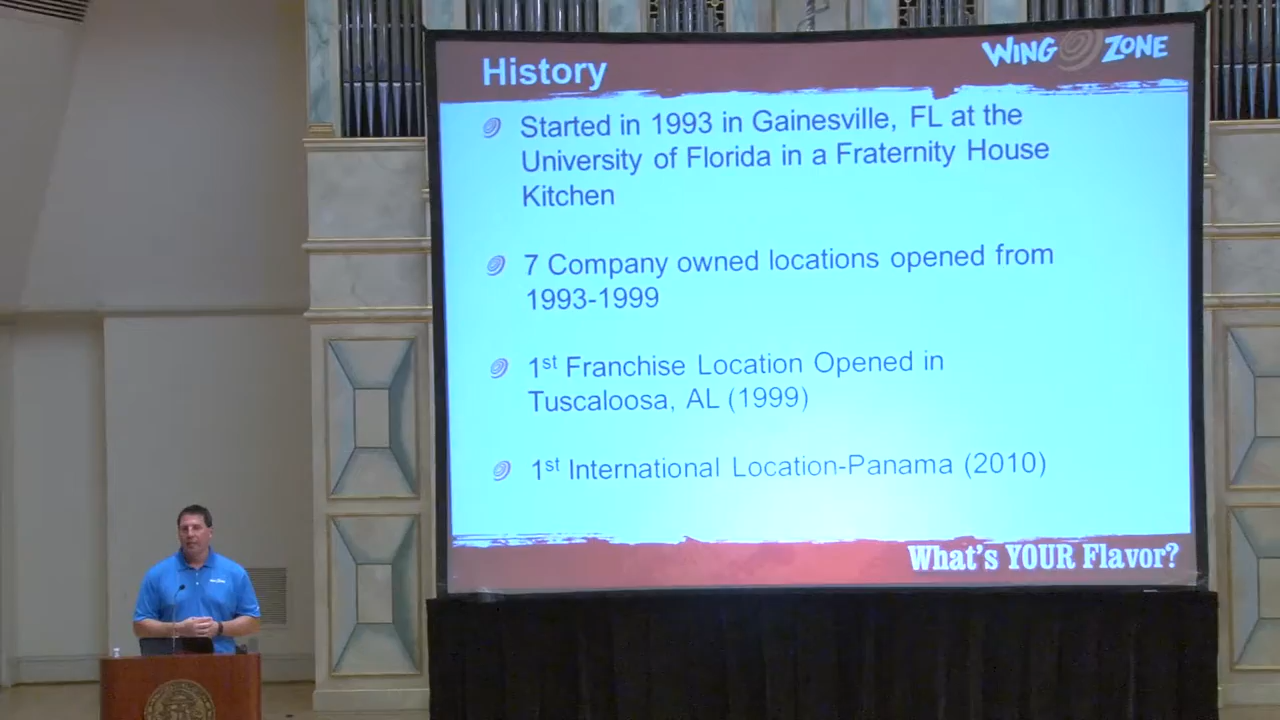 History
WING ZONE
Started in 1993 in Gainesville, FL at the
University of Florida in a Fraternity House
Kitchen
7 Company owned locations opened from
1993-1999
1st Franchise Location Opened in
Tuscaloosa, AL (1999)
1st International Location-Panama (2010)
What's YOUR Flavor?